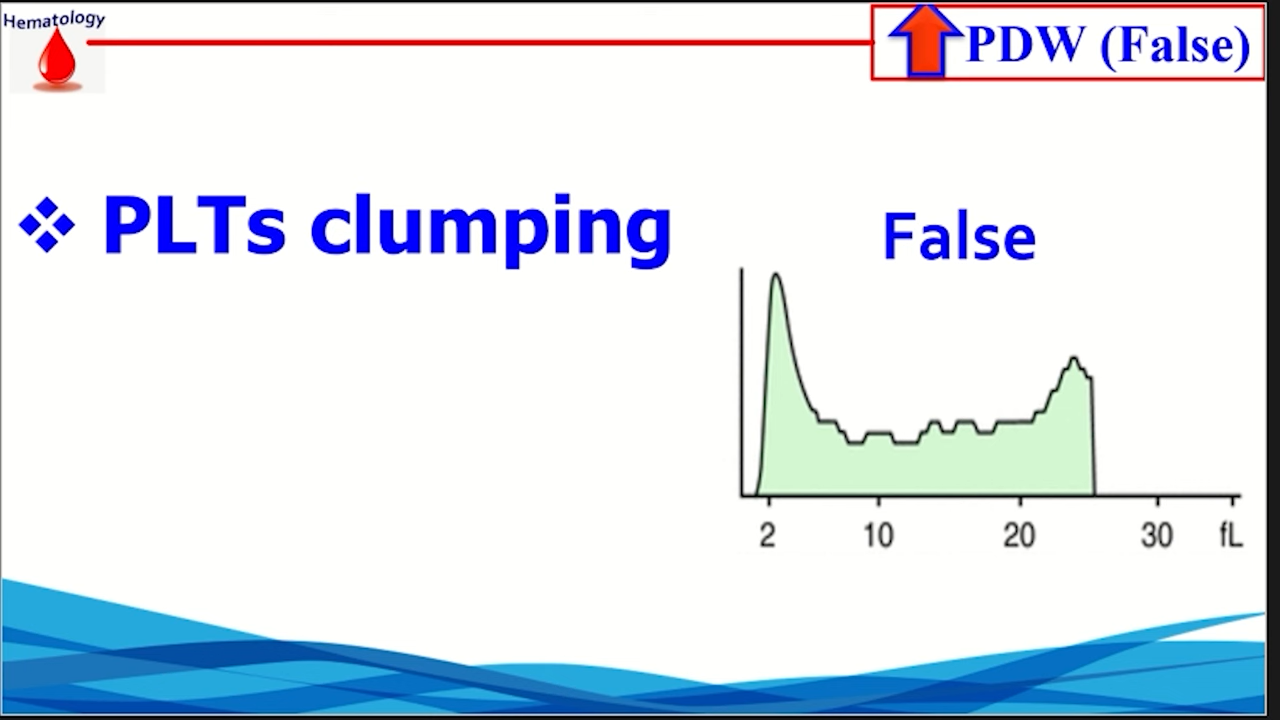 Hematology
PDW (False)
❖ PLTs clumping
False
2 10 20 30 fL